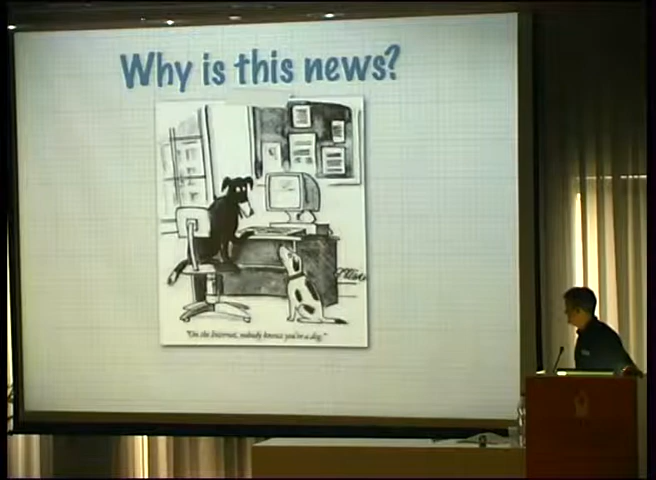 Why is this news?
"On the Internet, nobody knows you're a dog."